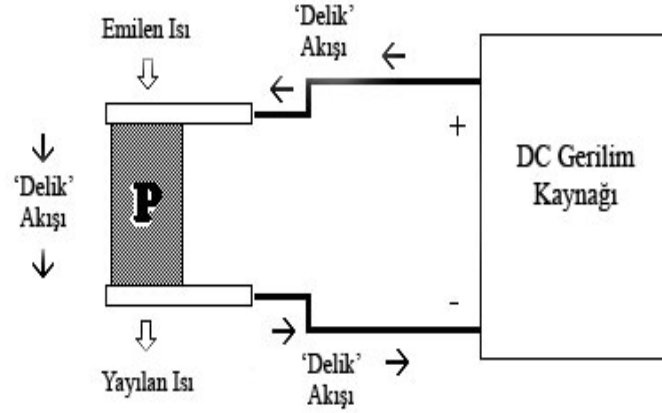 Emilen Isı
‘Delik’
Akışı
+
DC Gerilim
Kaynağı
‘Delik’
Akışı
P
-
‘Delik’
Akışı
Yayılan Isı